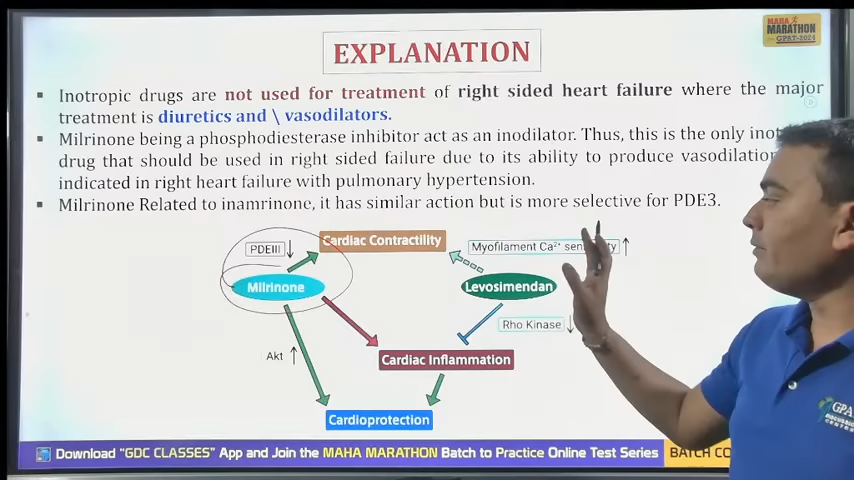 MAHA
MARATHON
GPAT-2024
EXPLANATION
▪ Inotropic drugs are not used for treatment of right sided heart failure where the major
treatment is diuretics and \ vasodilators.
▪ Milrinone being a phosphodiesterase inhibitor act as an inodilator. Thus, this is the only
drug that should be used in right sided failure due to its ability to produce vasodilation
indicated in right heart failure with pulmonary hypertension.
▪ Milrinone Related to inamrinone, it has similar action but is more selective for PDE3.
PDEIII ↓
Cardiac Contractility
Myofilament Ca²⁺ ↑
Milrinone
Levosimendan
Rho Kinase ↓
Akt ↑
Cardiac Inflammation
Cardioprotection
GPA
DISCUSSION
CENTRE
Download "GDC CLASSES" App and Join the MAHA MARATHON Batch to Practice Online Test Series
BATCH